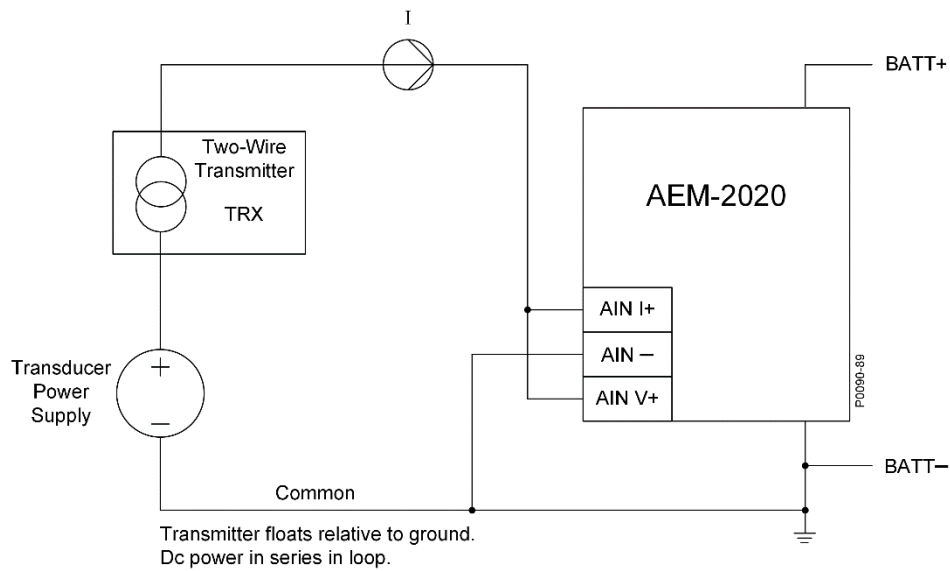 I
BATT+
Two-Wire
Transmitter
TRX
AEM-2020
AIN I+
AIN –
AIN V+
P0090-89
Transducer
Power
Supply
+
–
BATT–
Common
Transmitter floats relative to ground.
Dc power in series in loop.